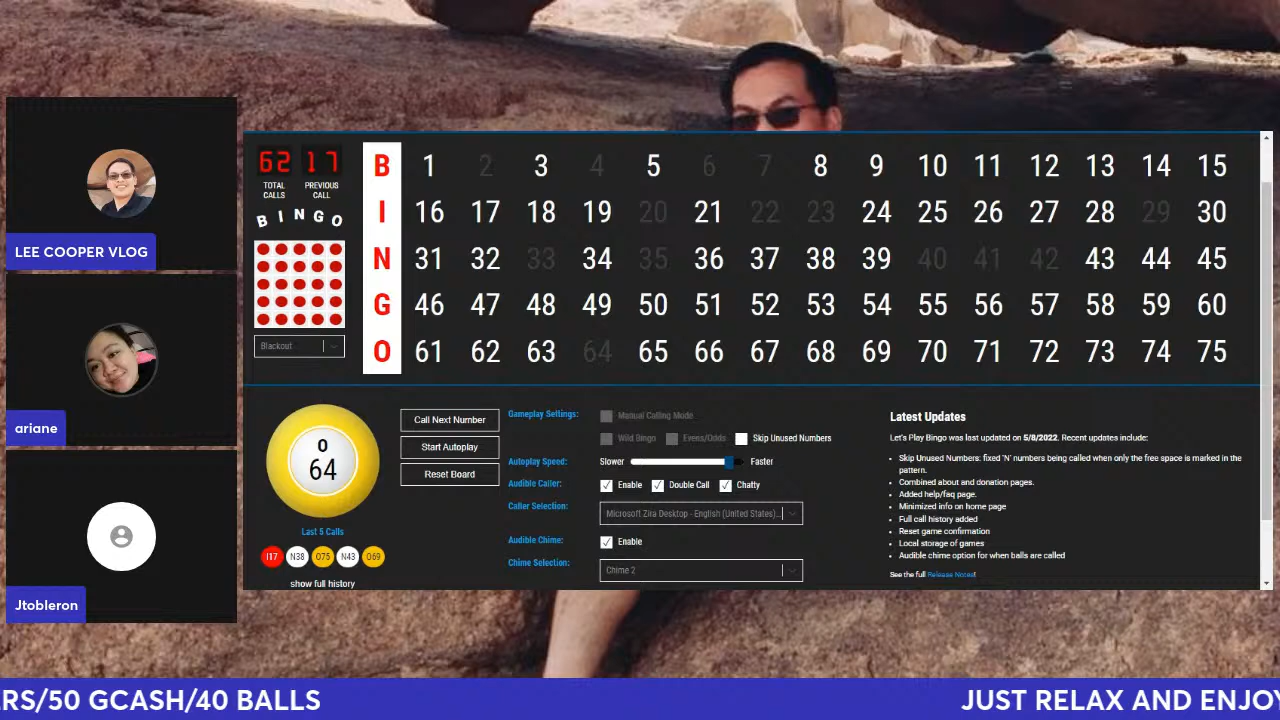 LEE COOPER VLOG
ariane
Jtobleron
62 17
TOTAL CALLS PREVIOUS CALL
B I N G O
Blackout
B 1 2 3 4 5 6 7 8 9 10 11 12 13 14 15
I 16 17 18 19 20 21 22 23 24 25 26 27 28 29 30
N 31 32 33 34 35 36 37 38 39 40 41 42 43 44 45
G 46 47 48 49 50 51 52 53 54 55 56 57 58 59 60
O 61 62 63 64 65 66 67 68 69 70 71 72 73 74 75
O
64
Last 5 Calls
I17 N38 O75 N43 O69
show full history
Call Next Number
Start Autoplay
Reset Board
Gameplay Settings:
Manual Calling Mode
Wild Bingo Evens/Odds Skip Unused Numbers
Autoplay Speed: Slower Faster
Audible Caller: Enable Double Call Chatty
Caller Selection: Microsoft Zira Desktop - English (United States)...
Audible Chime: Enable
Chime Selection: Chime 2
Latest Updates
Let's Play Bingo was last updated on 5/8/2022. Recent updates include:
Skip Unused Numbers: fixed 'N' numbers being called when only the free space is marked in the
pattern.
Combined about and donation pages.
Added help/faq page.
Minimized info on home page
Full call history added
Reset game confirmation
Local storage of games
Audible chime option for when balls are called
See the full Release Notes!
RS/50 GCASH/40 BALLS
JUST RELAX AND ENJOY